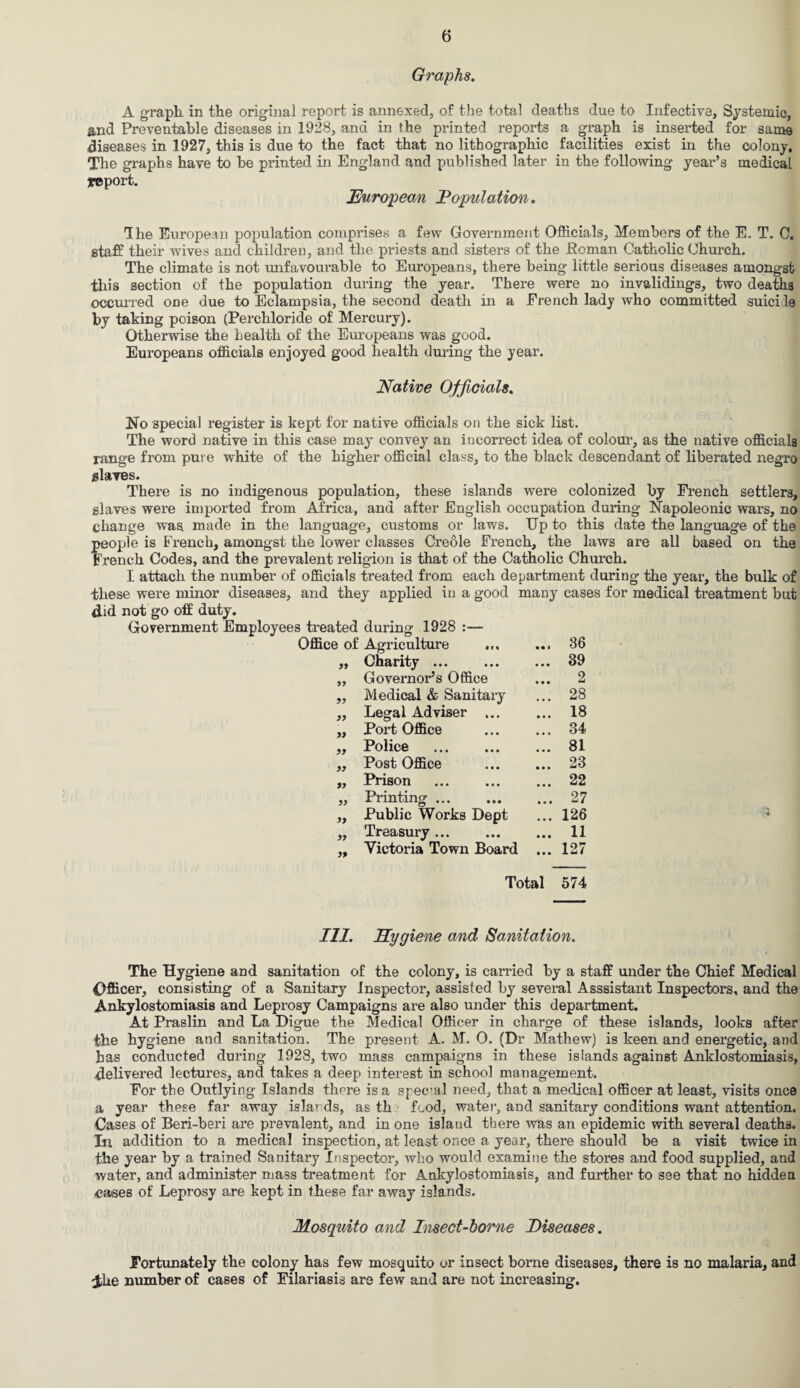 6
Graphs.
A graph in the original report is annexed, of the total deaths due to Infective, Systemic,
and Preventable diseases in 1928, and in the printed reports a graph is inserted for same
diseases in 1927, this is due to the fact that no lithographic facilities exist in the colony.
The graphs have to be printed in England and published later in the following year's medical
report.
European Population.
The European population comprises a few Government Officials, Members of the E. T. C.
staff their wives and children, and the priests and sisters of the Roman Catholic Church.
The climate is not unfavourable to Europeans, there being little serious diseases amongst
this section of the population during the year. There were no invalidings, two deaths
occurred one due to Eclampsia, the second death in a French lady who committed suicide
by taking poison (Perchloride of Mercury).
Otherwise the health of the Europeans was good.
Europeans officials enjoyed good health during the year.
Native Officials.
No special register is kept for native officials on the sick list.
The word native in this case may convey an incorrect idea of colour, as the native officials
range from pure white of the higher official class, to the black descendant of liberated negro
slaves.
There is no indigenous population, these islands were colonized by French settlers,
slaves were imported from Africa, and after English occupation during Napoleonic wars, no
change was made in the language, customs or laws. Up to this date the language of the
people is French, amongst the lower classes Creôle French, the laws are all based on the
French Codes, and the prevalent religion is that of the Catholic Church.
I attach the number of officials treated from each department during the year, the bulk of
these were minor diseases, and they applied in a good many cases for medical treatment but
did not go off duty.
Government Employees treated during 1928 :—
Office of Agriculture ... ... 36
„ Charity ... ... ... 39
„ Governor's Office ... 2
„ Medical & Sanitary ... 28
„ Legal Adviser ... ... 18
„ Port Office ... ... 34
„ Police ... ... ... 81
„ Post Office ... ... 23
„ Prison ... ... ... 22
„ Printing ... ... ... 27
„ Public Works Dept ... 126
„ Treasury ... ... ... 11
„ Victoria Town Board ... 127
Total 574
III. Hygiene and Sanitation.
The Hygiene and sanitation of the colony, is carried by a staff under the Chief Medical
Officer, consisting of a Sanitary Inspector, assisted by several Asssistant Inspectors, and the
Ankylostomiasis and Leprosy Campaigns are also under this department.
At Praslin and La Digue the Medical Officer in charge of these islands, looks after
the hygiene and sanitation. The present A. M. O. (Dr Mathew) is keen and energetic, and
has conducted during 1928, two mass campaigns in these islands against Anklostomiasis,
delivered lectures, and takes a deep interest in school management.
For the Outlying Islands there is a special need, that a medical officer at least, visits once
a year these far away islands, as th food, water, and sanitary conditions want attention.
Cases of Beri-beri are prevalent, and in one island there was an epidemic with several deaths.
In addition to a medical inspection, at least once a year, there should be a visit twice in
the year by a trained Sanitary Inspector, who would examine the stores and food supplied, and
water, and administer mass treatment for Ankylostomiasis, and further to see that no hidden
cases of Leprosy are kept in these far away islands.
Mosquito and Insect-borne Diseases.
Fortunately the colony has few mosquito or insect borne diseases, there is no malaria, and
the number of cases of Filariasis are few and are not increasing.